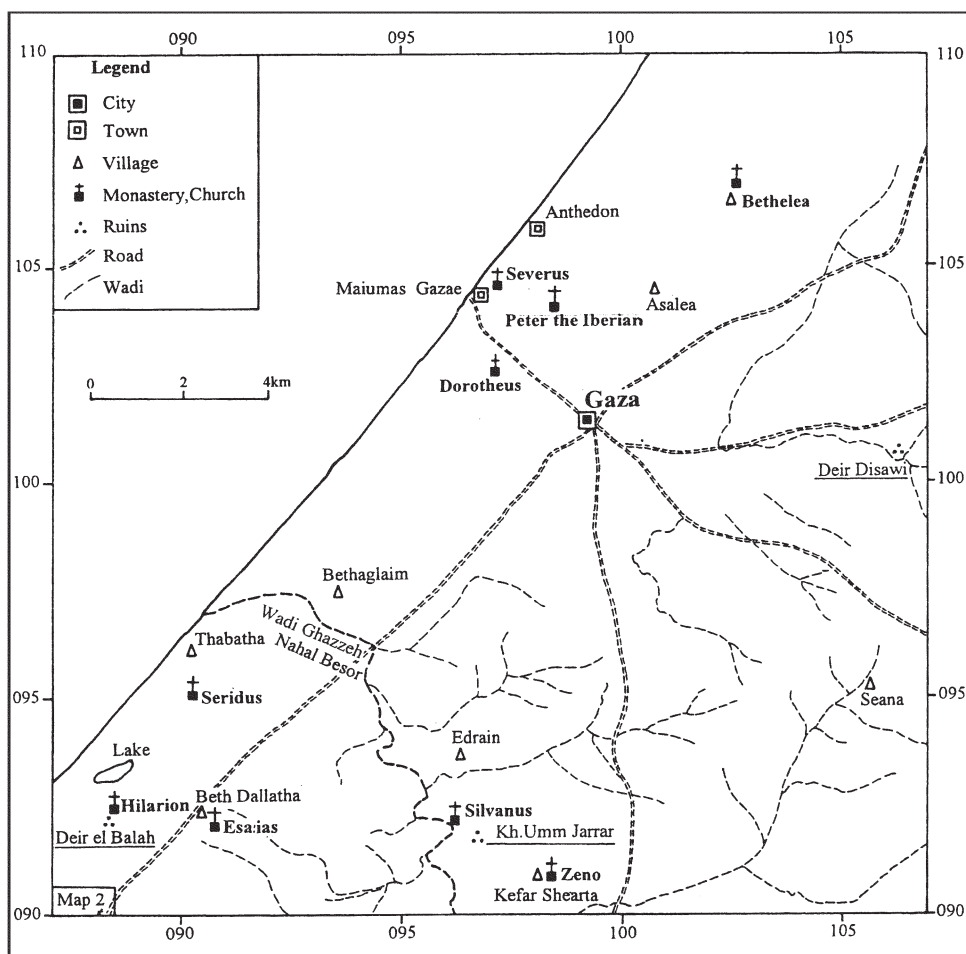 090 095 100 105
110 110
Legend
City
Town
Village
Monastery, Church
Ruins
Road
Wadi
0 2 4km
Bethelea
Anthedon
105 105
Severus
Maiumas Gazae
Asalea
Peter the Iberian
Dorotheus
Gaza
Deir Disawi
100 100
Bethaglaim
Wadi Ghazzeh
Nahal Besor
Thabatha
Seridus
095 095
Seana
Edrain
Lake
Beth Dallatha
Hilarion
Silvanus
Esaias
Deir el Balah
Kh.Umm Jarrar
Zeno
Kefar Shearta
Map 2
090 090
090 095 100 105